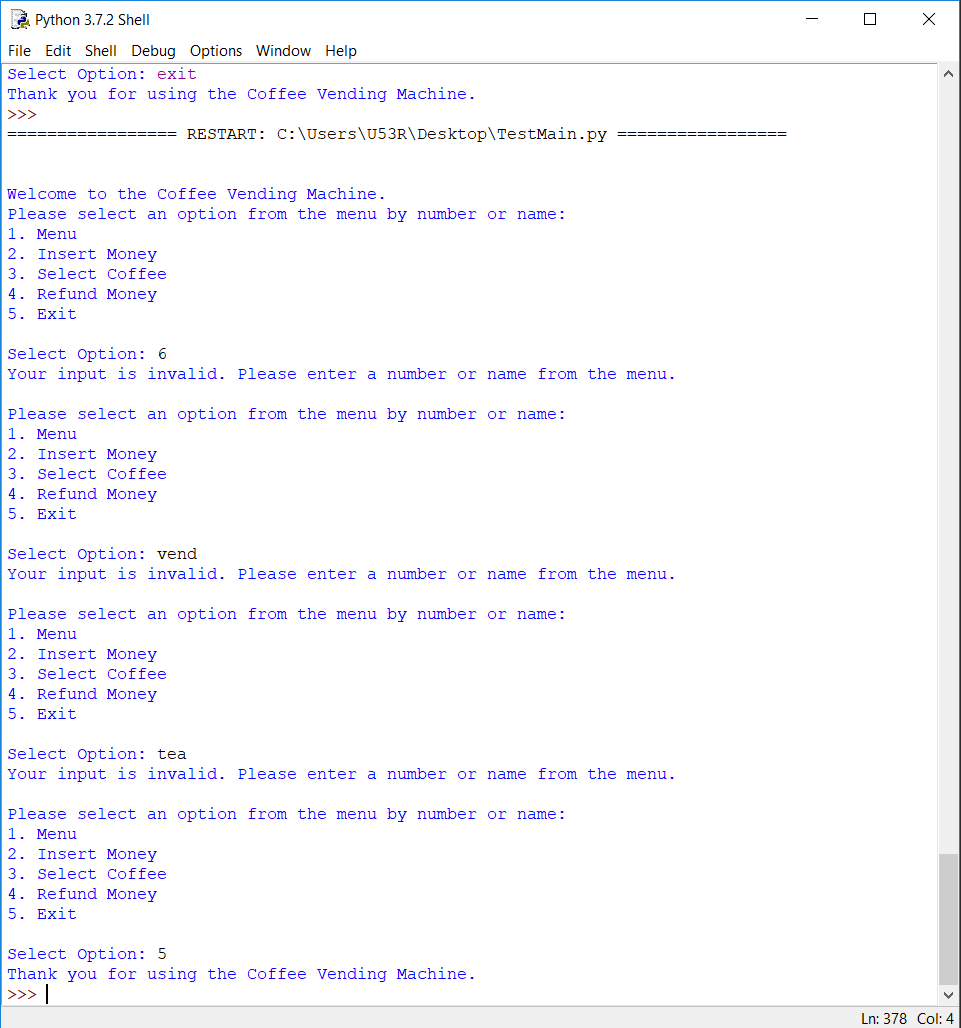 Python 3.7.2 Shell
File Edit Shell Debug Options Window Help
Select Option: exit
Thank you for using the Coffee Vending Machine.
>>>
================= RESTART: C:\Users\U53R\Desktop\TestMain.py =================
Welcome to the Coffee Vending Machine.
Please select an option from the menu by number or name:
1. Menu
2. Insert Money
3. Select Coffee
4. Refund Money
5. Exit
Select Option: 6
Your input is invalid. Please enter a number or name from the menu.
Please select an option from the menu by number or name:
1. Menu
2. Insert Money
3. Select Coffee
4. Refund Money
5. Exit
Select Option: vend
Your input is invalid. Please enter a number or name from the menu.
Please select an option from the menu by number or name:
1. Menu
2. Insert Money
3. Select Coffee
4. Refund Money
5. Exit
Select Option: tea
Your input is invalid. Please enter a number or name from the menu.
Please select an option from the menu by number or name:
1. Menu
2. Insert Money
3. Select Coffee
4. Refund Money
5. Exit
Select Option: 5
Thank you for using the Coffee Vending Machine.
>>>
Ln: 378 Col: 4